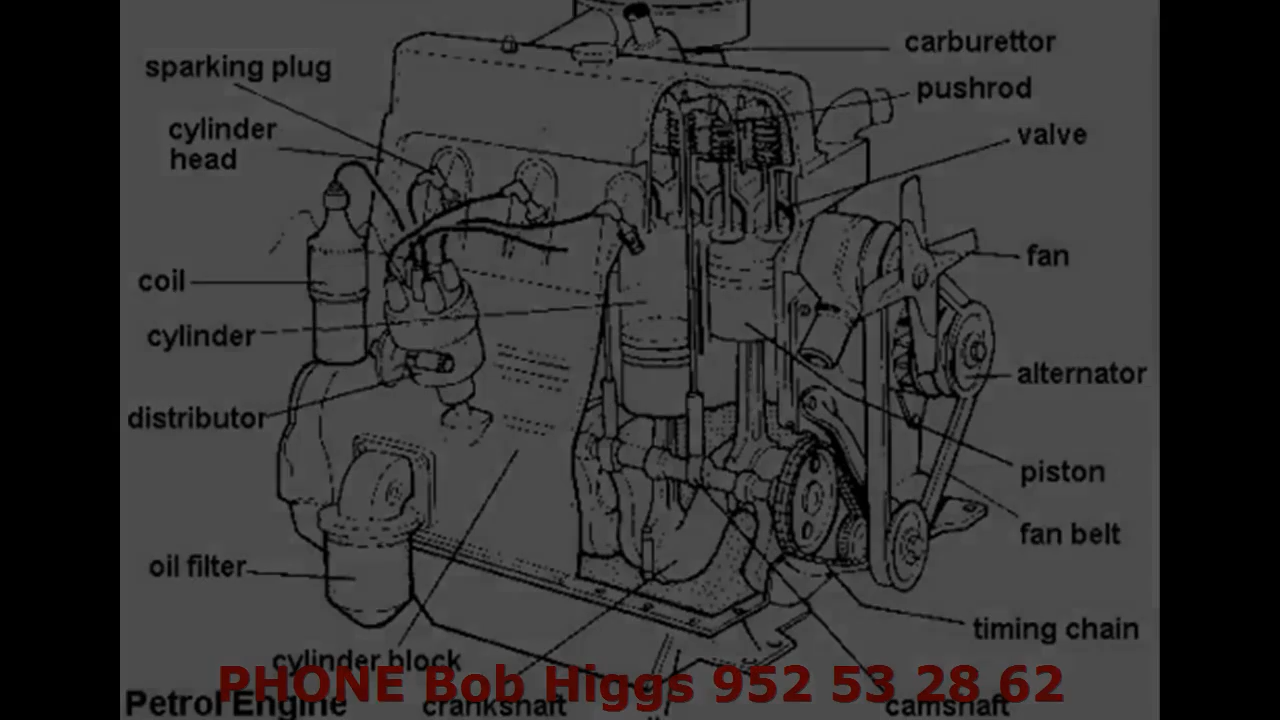 carburettor
sparking plug
pushrod
cylinder
head
valve
fan
coil
cylinder
alternator
distributor
piston
fan belt
oil filter
timing chain
cylinder block
PHONE Bob Higgs 952 53 28 62
Petrol Engine
crankshaft
camshaft